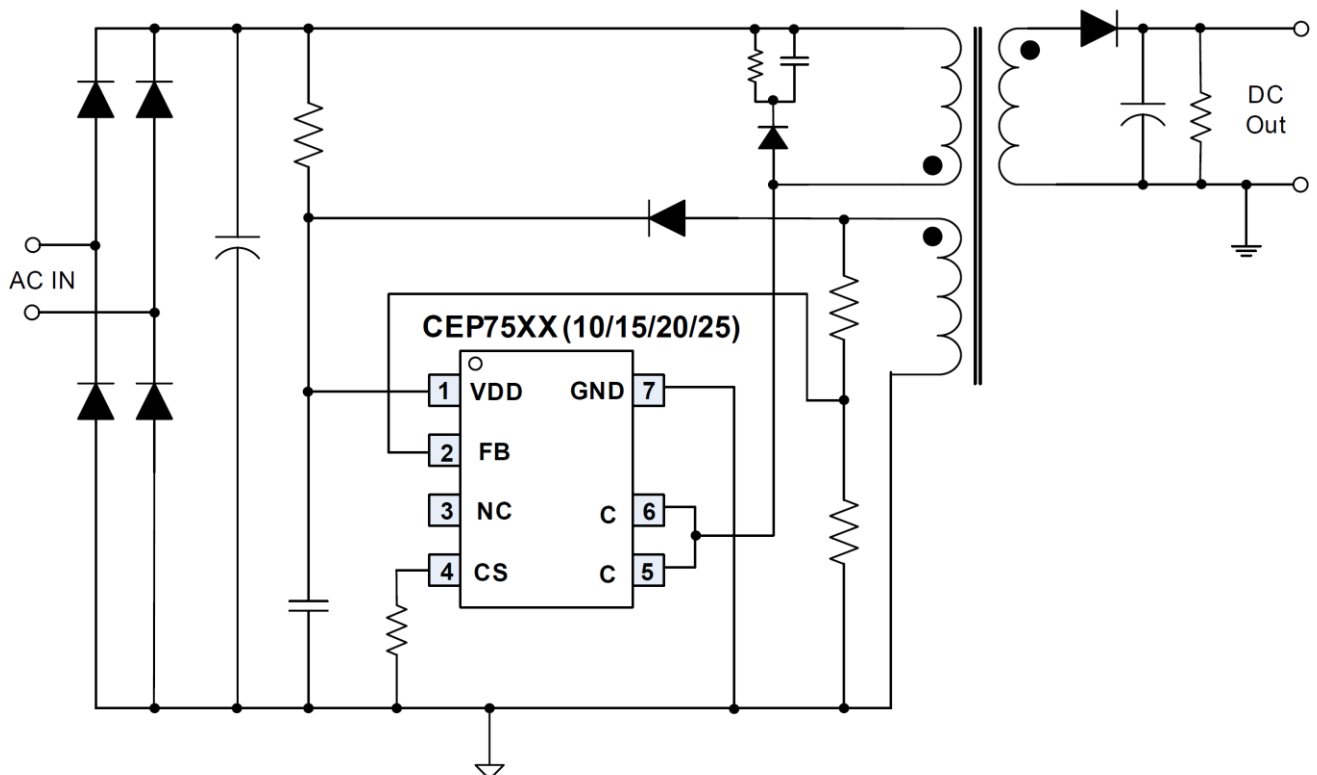 DC
Out
AC IN
CEP75XX (10/15/20/25)
1 VDD GND 7
2 FB
3 NC C 6
4 CS C 5